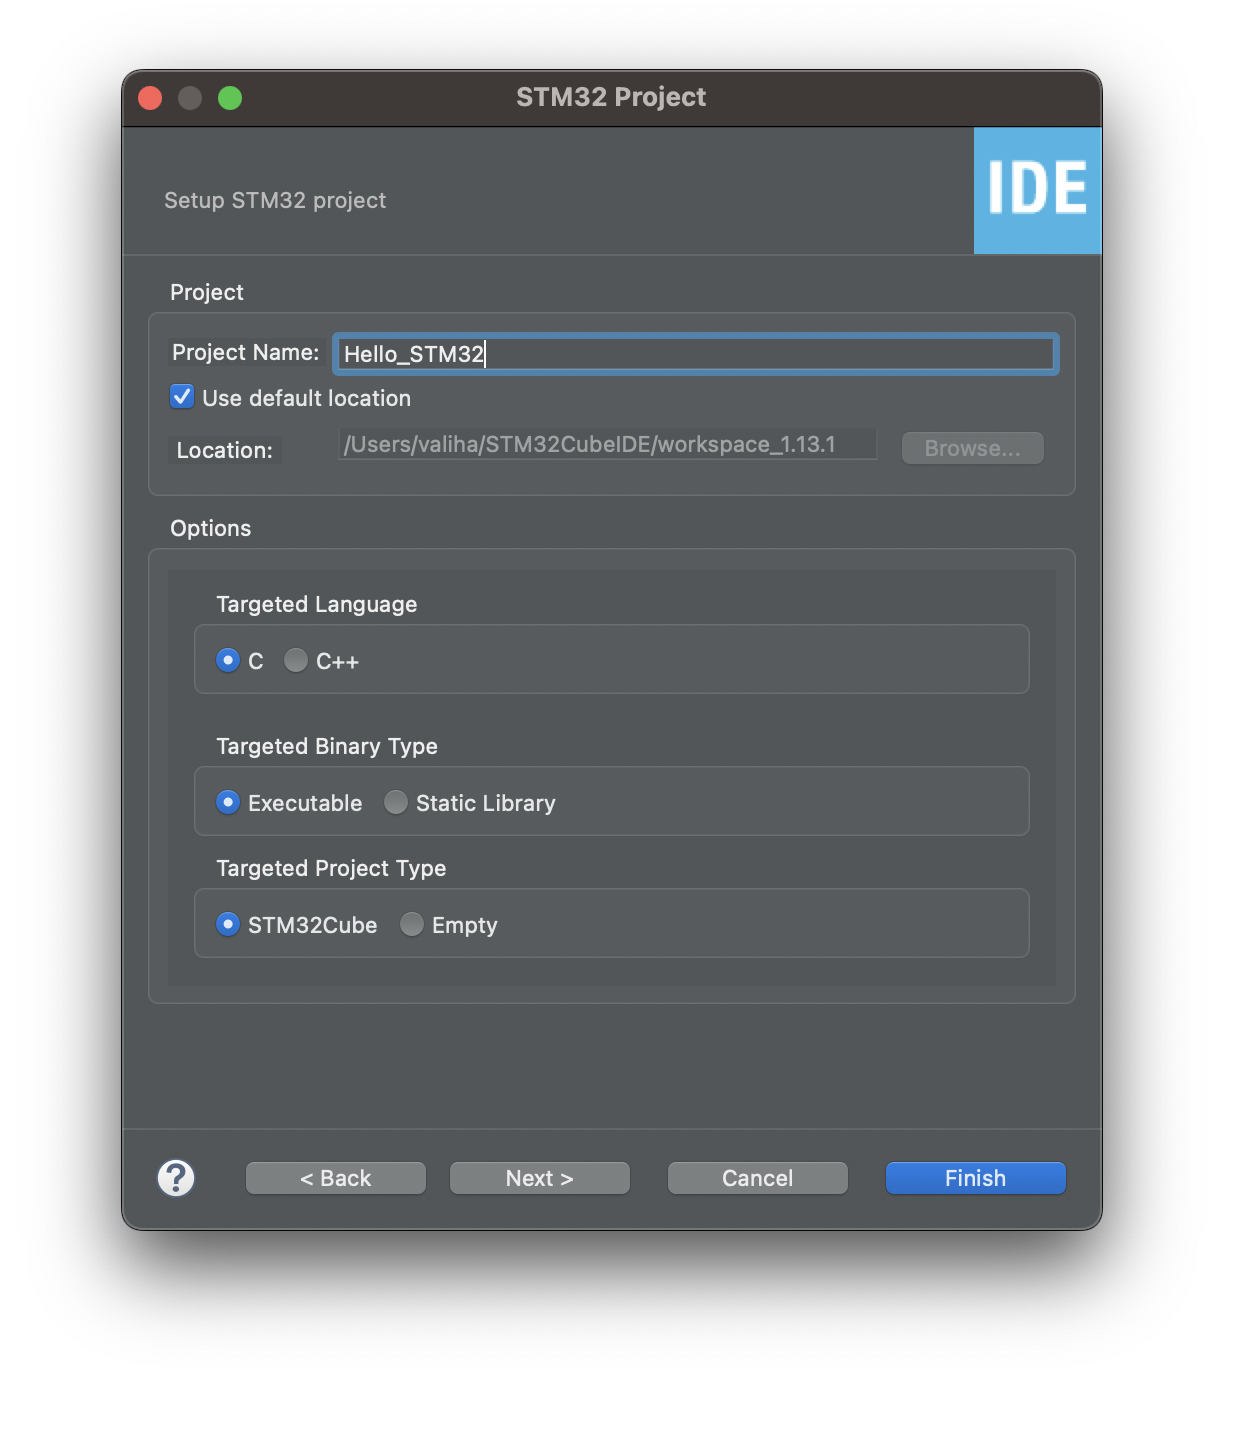 STM32 Project
Setup STM32 project
IDE
Project
Project Name: Hello_STM32
Use default location
Location: /Users/valiha/STM32CubeIDE/workspace_1.13.1 Browse...
Options
Targeted Language
C C++
Targeted Binary Type
Executable Static Library
Targeted Project Type
STM32Cube Empty
? < Back Next > Cancel Finish